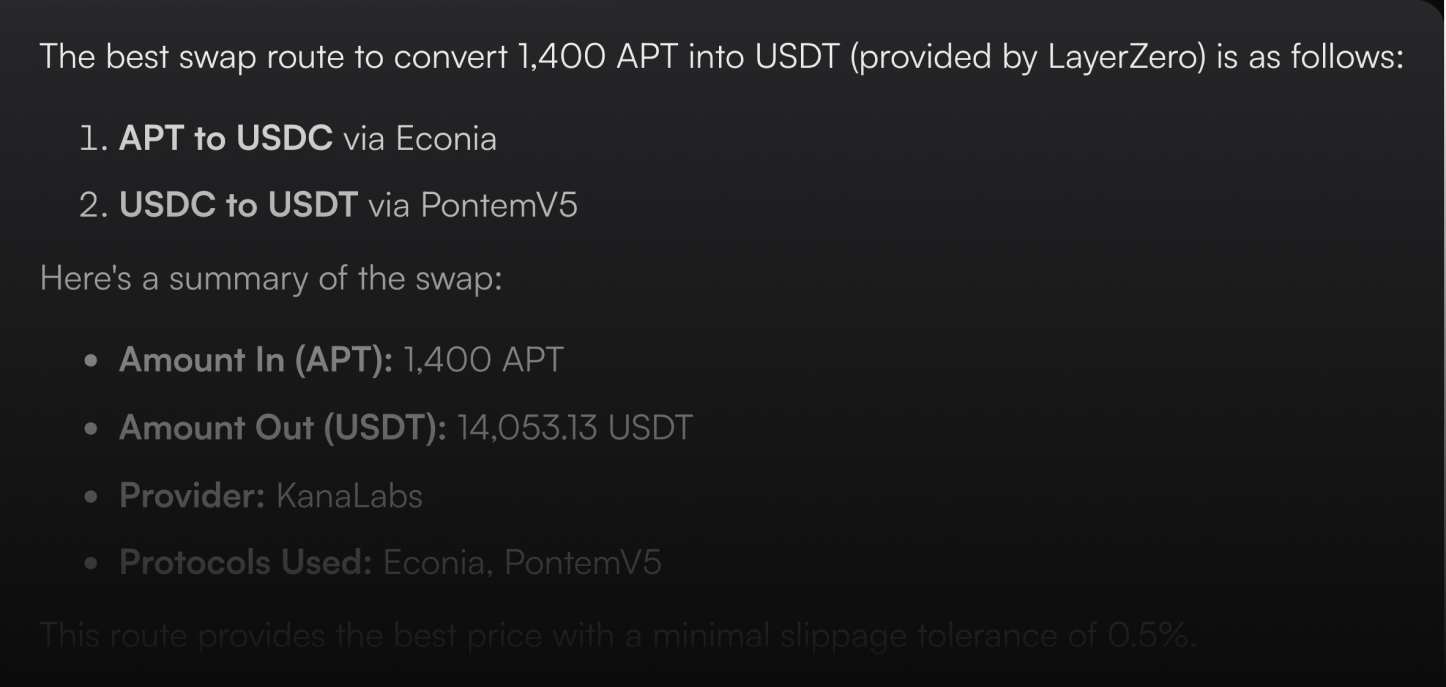 The best swap route to convert 1,400 APT into USDT (provided by LayerZero) is as follows:
1. APT to USDC via Econia
2. USDC to USDT via PontemV5
Here's a summary of the swap:
• Amount In (APT): 1,400 APT
• Amount Out (USDT): 14,053.13 USDT
• Provider: KanaLabs
• Protocols Used: Econia, PontemV5
This route provides the best price with a minimal slippage tolerance of 0.5%.